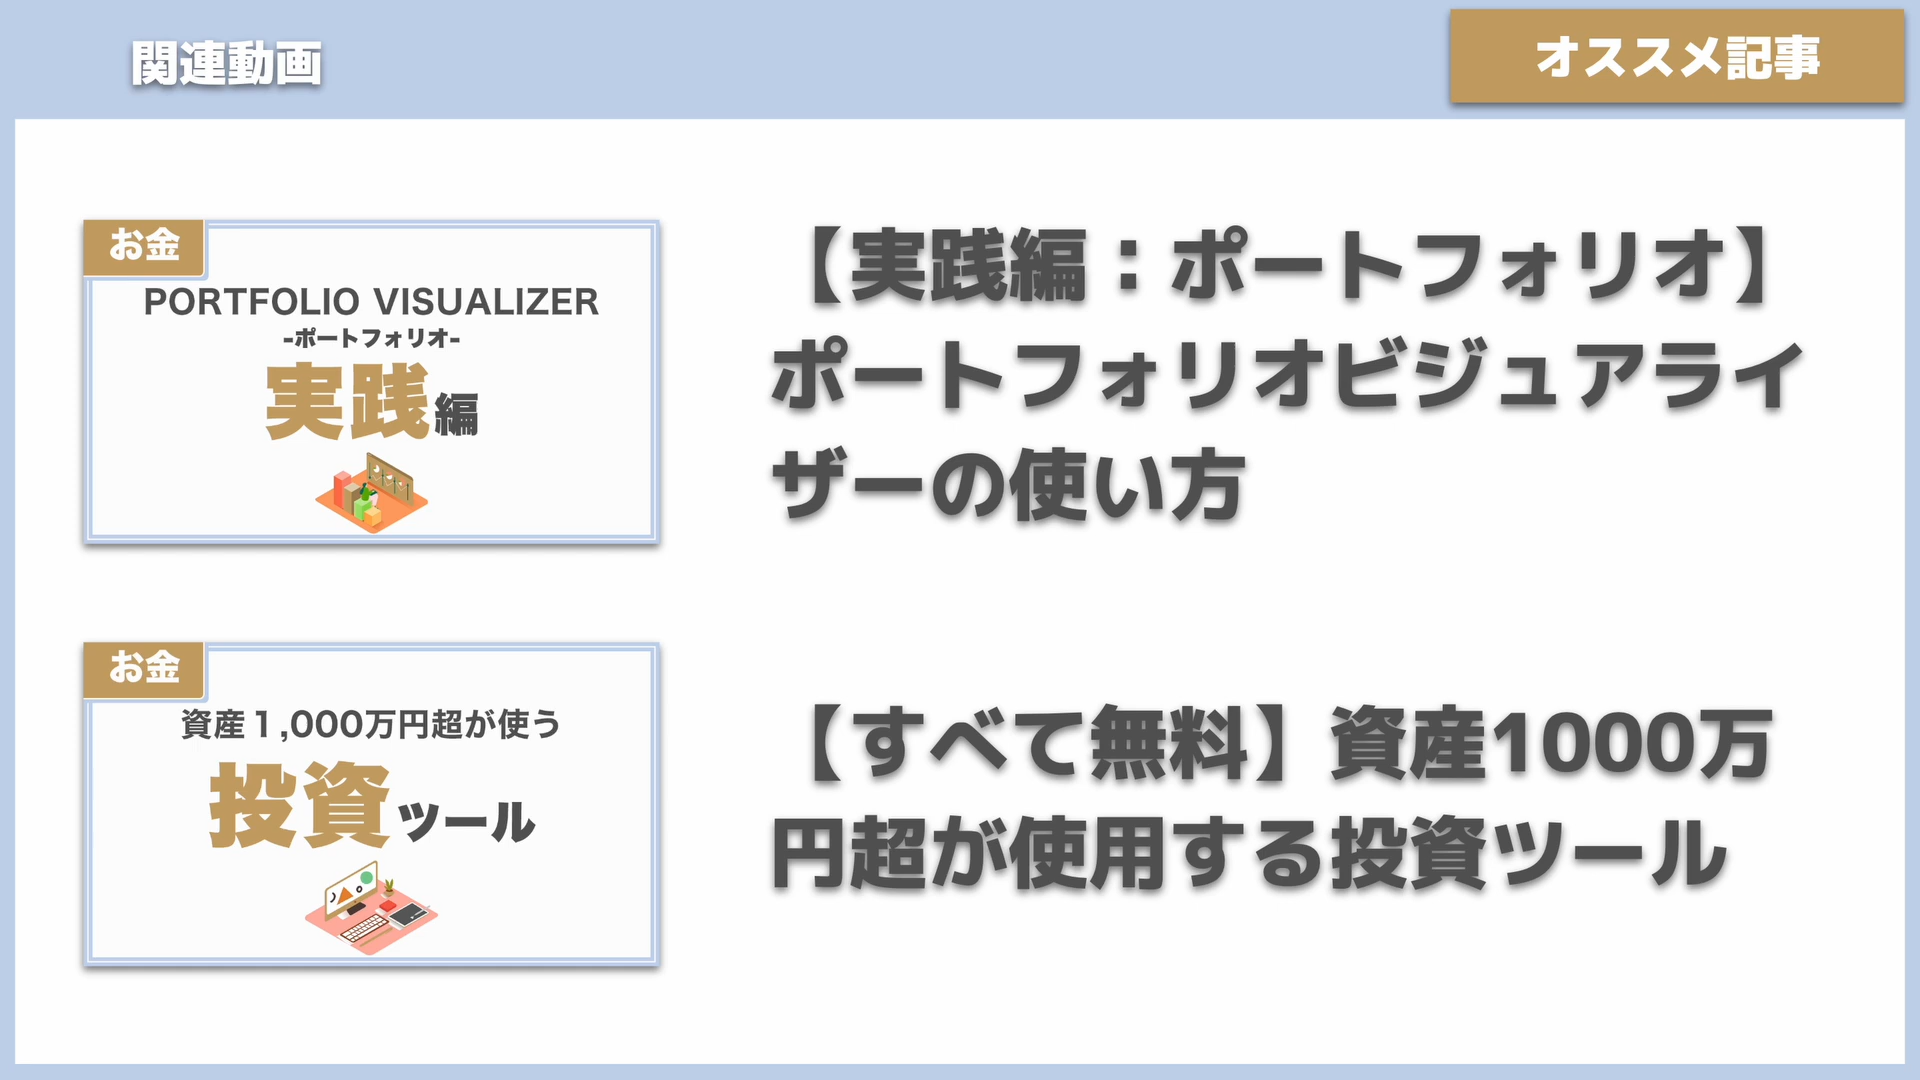 関連動画
オススメ記事
お金
PORTFOLIO VISUALIZER
-ポートフォリオ-
実践編
【実践編：ポートフォリオ】
ポートフォリオビジュアライ
ザーの使い方
お金
資産1,000万円超が使う
投資ツール
【すべて無料】資産1000万
円超が使用する投資ツール